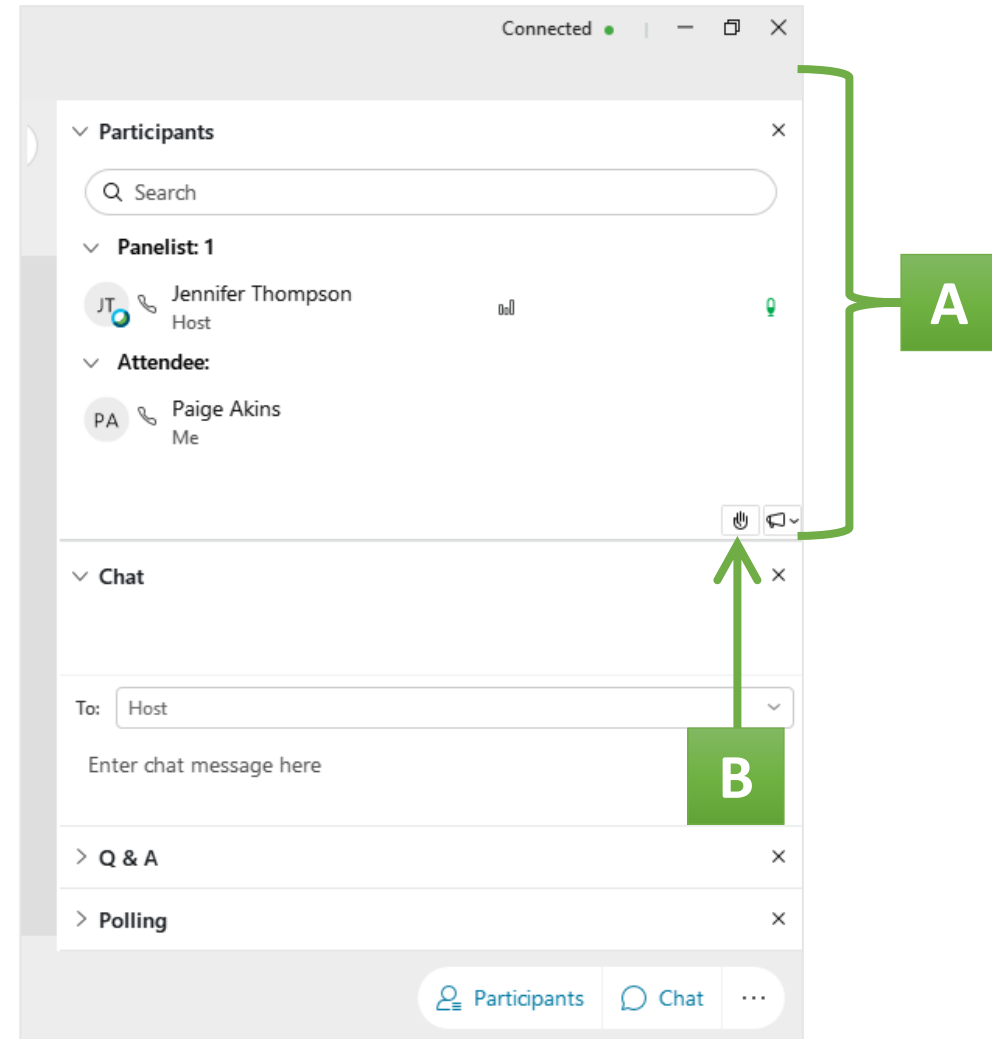 Connected
Participants
Search
Panelist: 1
JT
Jennifer Thompson
Host
Attendee:
PA
Paige Akins
Me
A
Chat
To: Host
Enter chat message here
B
Q & A
Polling
Participants Chat ...